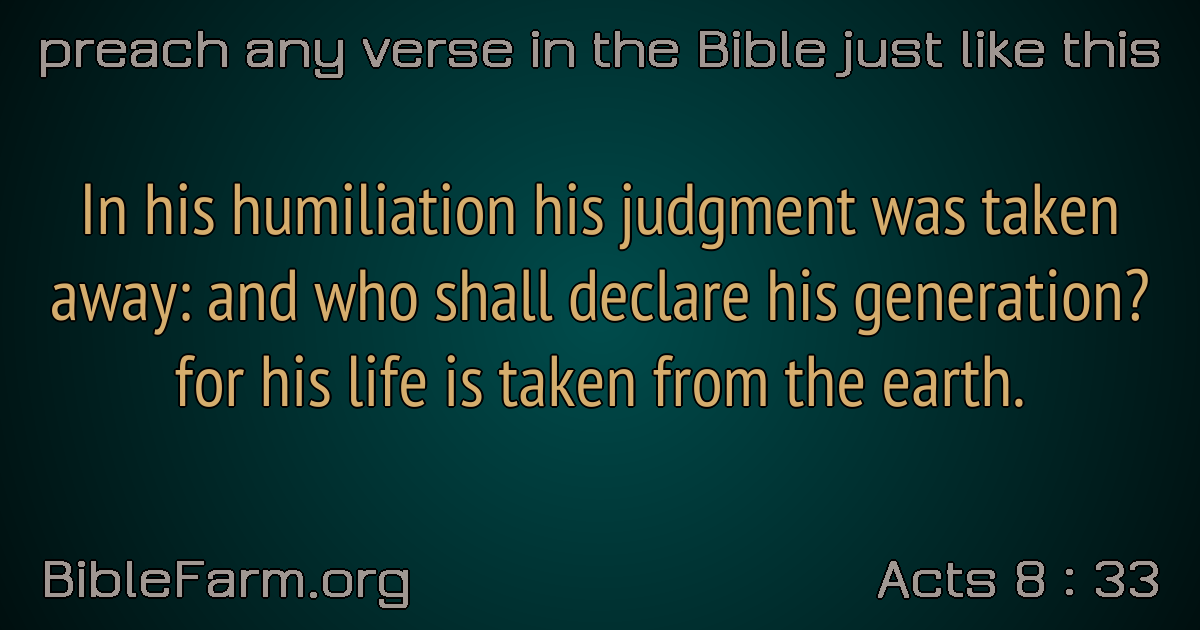 preach any verse in the Bible just like this
In his humiliation his judgment was taken
away: and who shall declare his generation?
for his life is taken from the earth.
BibleFarm.org
Acts 8 : 33